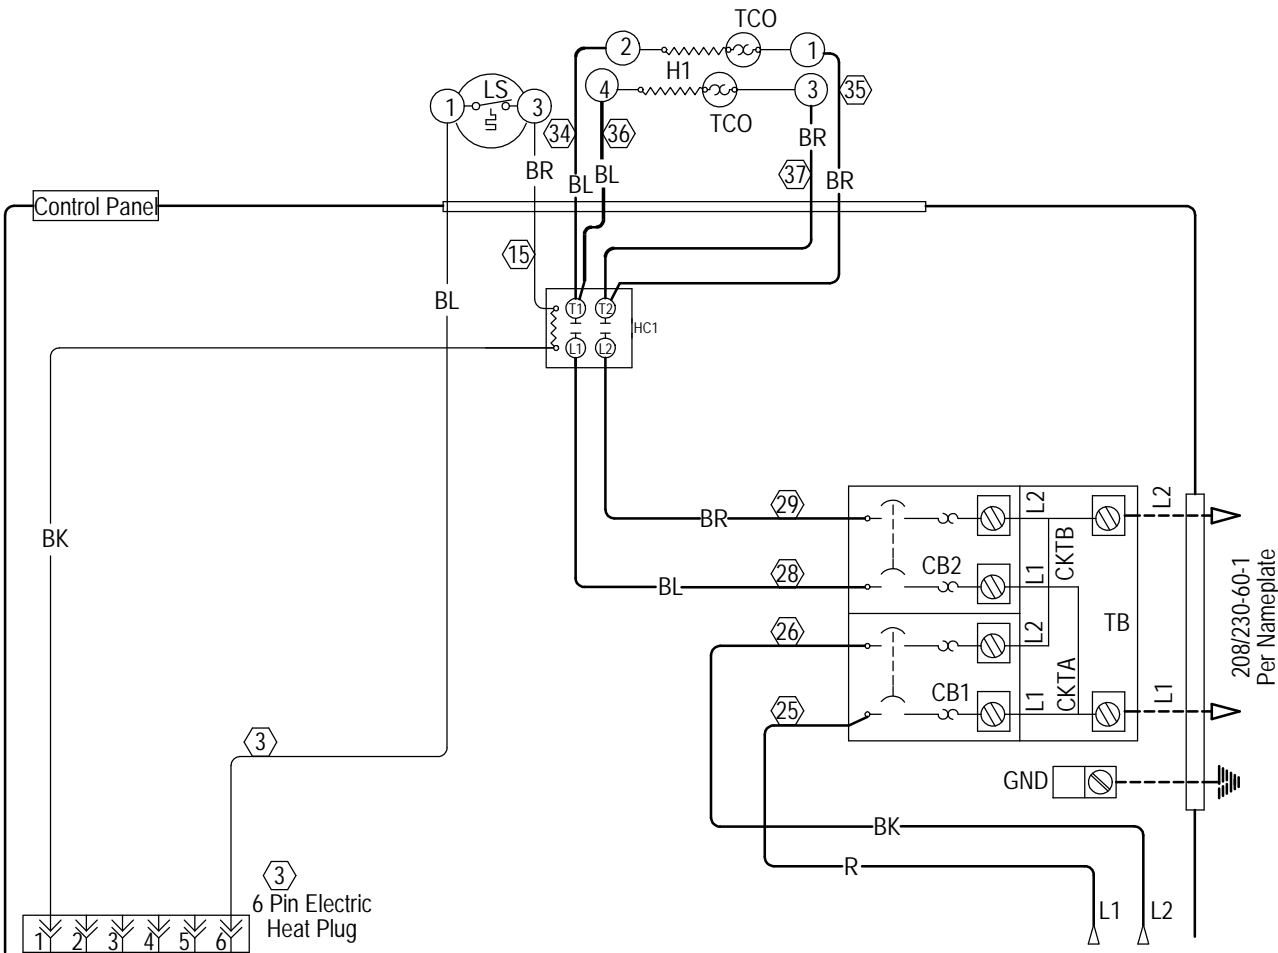 TCO
2
1
H1
4
3
35
TCO
LS
1
3
34
36
BR
BR
37
BL
BL
BR
Control Panel
15
BL
T1
T2
HC1
L1
L2
BK
29
BR
L2
L2
CKTB
28
BL
CB2
L1
TB
208/230-60-1
Per Nameplate
26
L2
CKTA
25
CB1
L1
L1
3
GND
BK
R
3
6 Pin Electric
Heat Plug
L1
L2
1
2
3
4
5
6